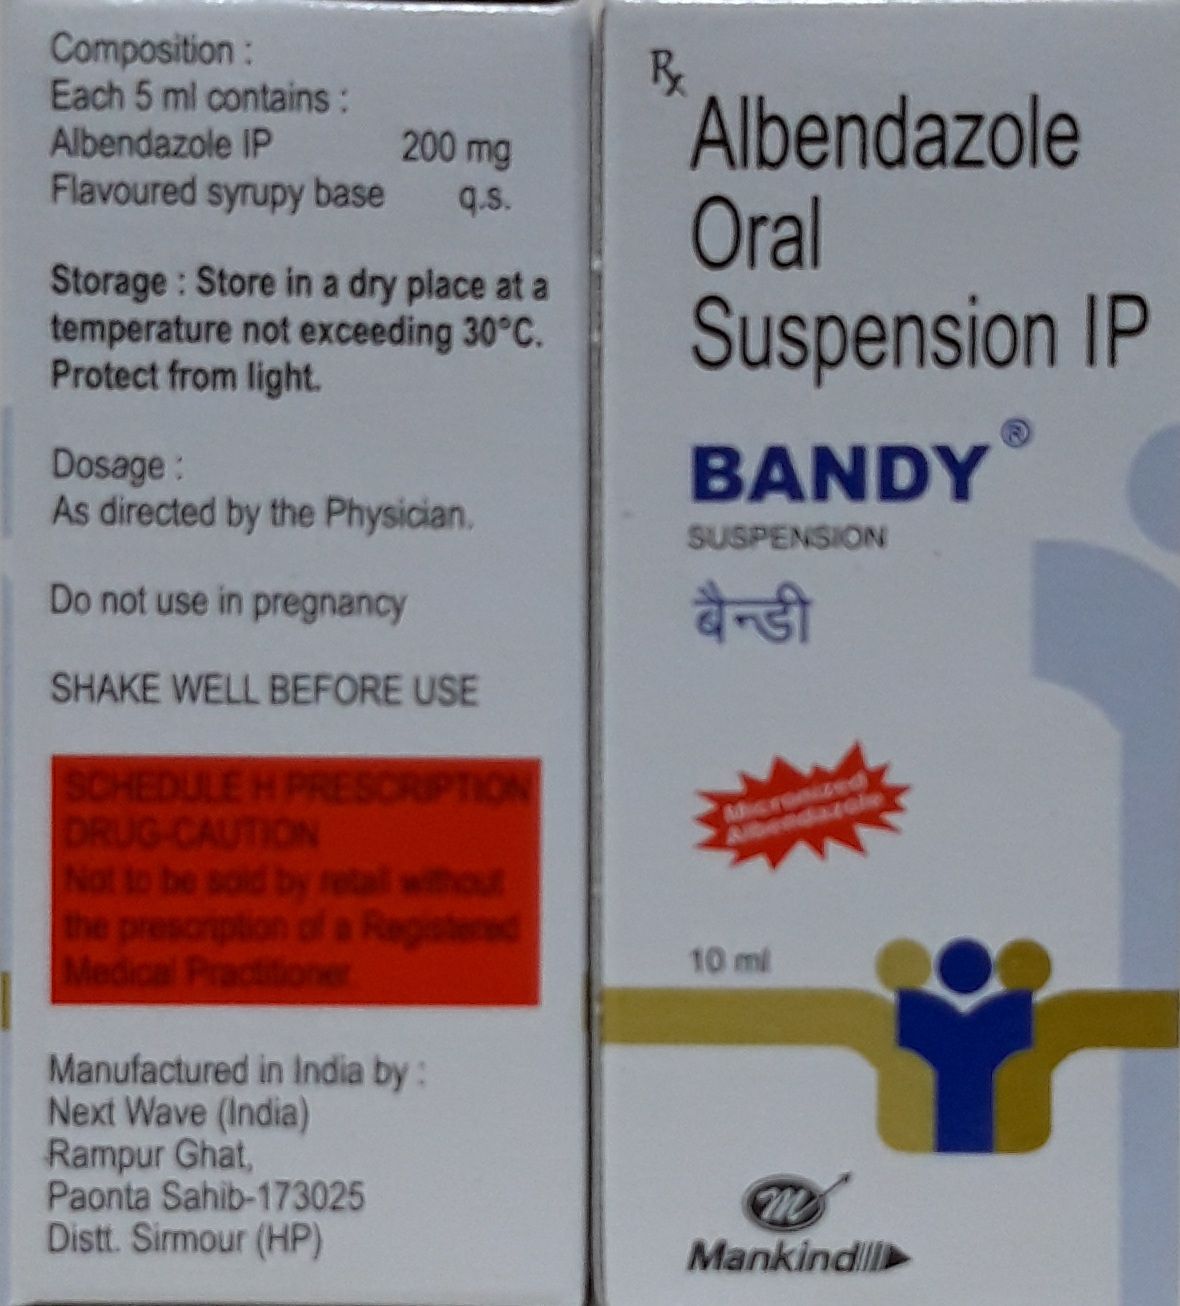 Composition :
Each 5 ml contains :
Albendazole IP 200 mg
Flavoured syrupy base q.s.
Storage : Store in a dry place at a
temperature not exceeding 30°C.
Protect from light.
Dosage :
As directed by the Physician.
Do not use in pregnancy
SHAKE WELL BEFORE USE
SCHEDULE H PRESCRIPTION
DRUG-CAUTION
Not to be sold by retail without
the prescription of a Registered
Medical Practitioner.
Manufactured in India by :
Next Wave (India)
Rampur Ghat,
Paonta Sahib-173025
Distt. Sirmour (HP)
Rx
Albendazole
Oral
Suspension IP
BANDY®
SUSPENSION
बैन्डी
Micronized
Albendazole
10 ml
m
Mankind